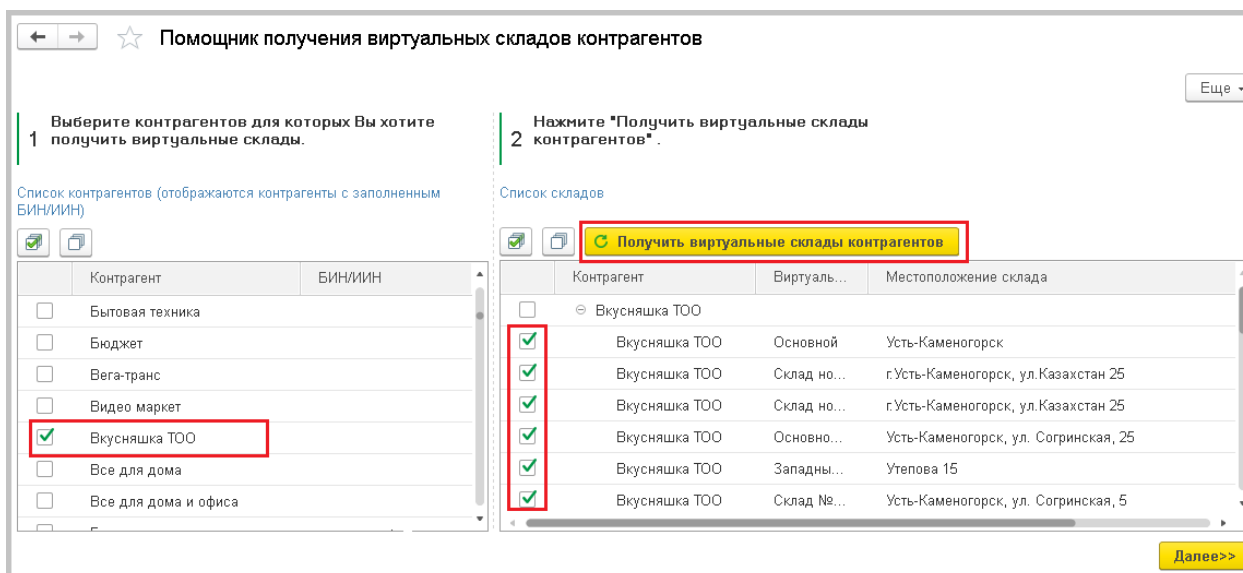 Помощник получения виртуальных складов контрагентов
Еще
1 Выберите контрагентов для которых Вы хотите
получить виртуальные склады.
Список контрагентов (отображаются контрагенты с заполненным
БИН/ИИН)
Контрагент БИН/ИИН
Бытовая техника
Бюджет
Вега-транс
Видео маркет
Вкусняшка ТОО
Все для дома
Все для дома и офиса
2 Нажмите "Получить виртуальные склады
контрагентов" .
Список складов
Получить виртуальные склады контрагентов
Контрагент Виртуаль... Местоположение склада
Вкусняшка ТОО
Вкусняшка ТОО Основной Усть-Каменогорск
Вкусняшка ТОО Склад но... г.Усть-Каменогорск, ул.Казахстан 25
Вкусняшка ТОО Склад но... г.Усть-Каменогорск, ул.Казахстан 25
Вкусняшка ТОО Основно... Усть-Каменогорск, ул. Согринская, 25
Вкусняшка ТОО Западны... Утепова 15
Вкусняшка ТОО Склад №... Усть-Каменогорск, ул. Согринская, 5
Далее>>